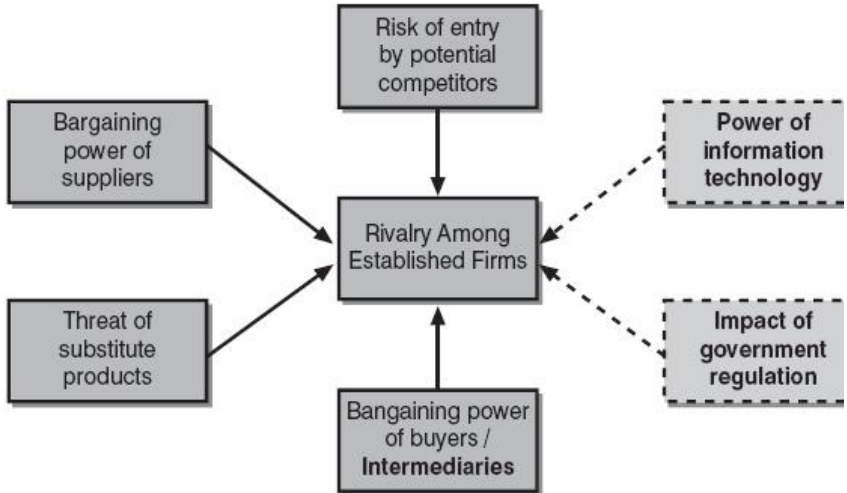 Risk of entry
by potential
competitors
Bargaining
power of
suppliers
Power of
information
technology
Rivalry Among
Established Firms
Threat of
substitute
products
Impact of
government
regulation
Bangaining power
of buyers /
Intermediaries